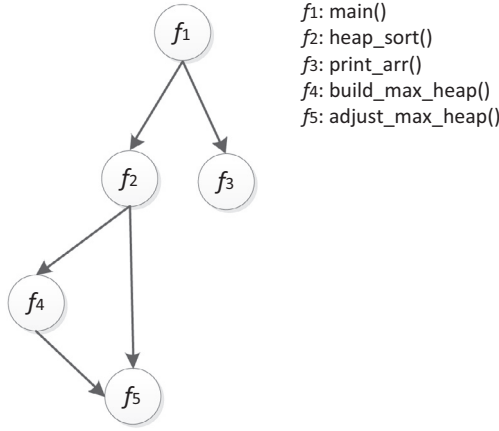 f1
f1: main()
f2: heap_sort()
f3: print_arr()
f4: build_max_heap()
f5: adjust_max_heap()
f2
f3
f4
f5